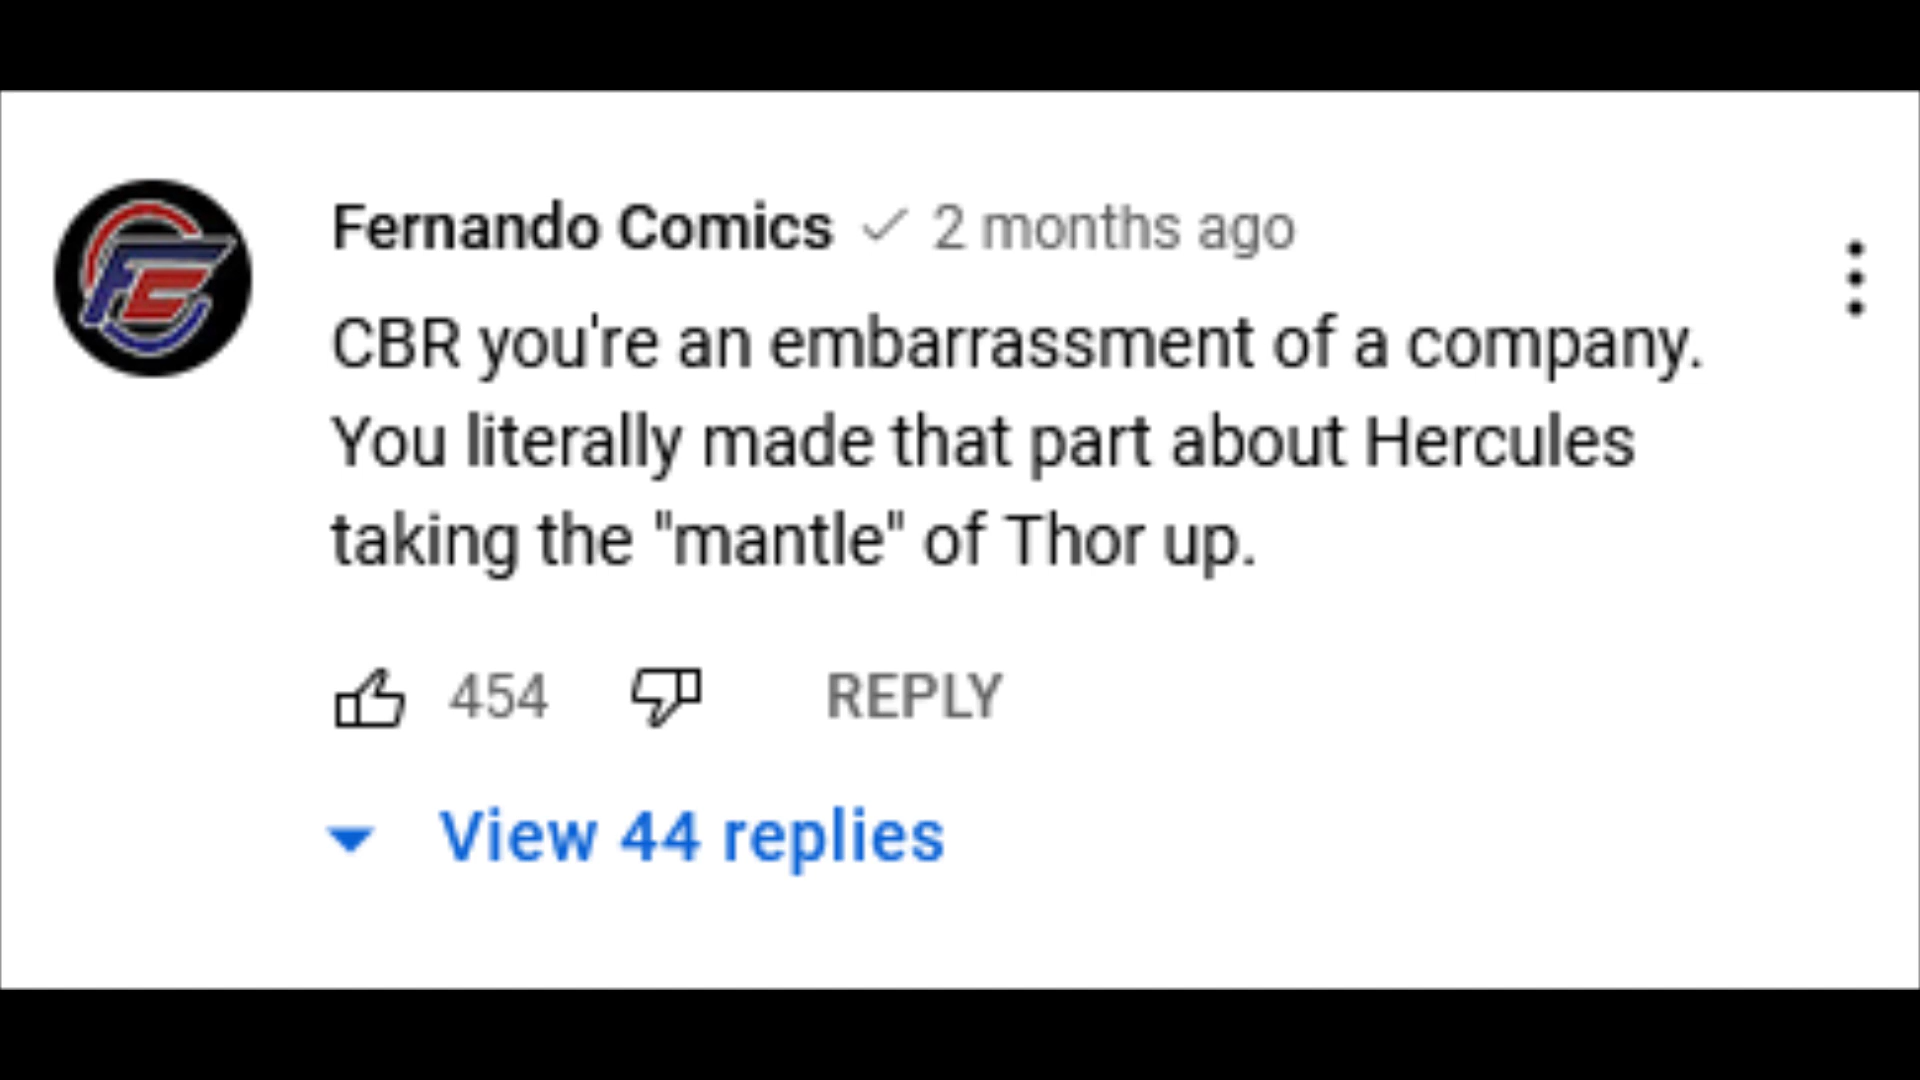 Fernando Comics ✓ 2 months ago
CBR you're an embarrassment of a company.
You literally made that part about Hercules
taking the "mantle" of Thor up.
454 REPLY
View 44 replies